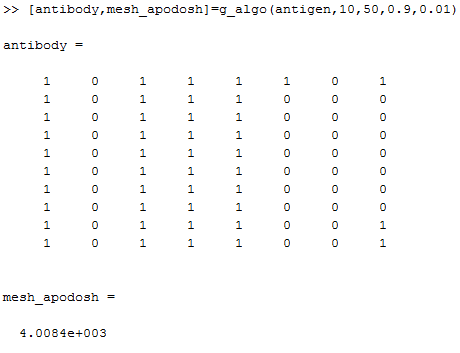 >> [antibody,mesh_apodosh]=g_algo(antigen,10,50,0.9,0.01)
antibody =
1 0 1 1 1 1 0 1
1 0 1 1 1 0 0 0
1 0 1 1 1 0 0 0
1 0 1 1 1 0 0 0
1 0 1 1 1 0 0 0
1 0 1 1 1 0 0 0
1 0 1 1 1 0 0 0
1 0 1 1 1 0 0 0
1 0 1 1 1 0 0 1
1 0 1 1 1 0 0 1
mesh_apodosh =
4.0084e+003